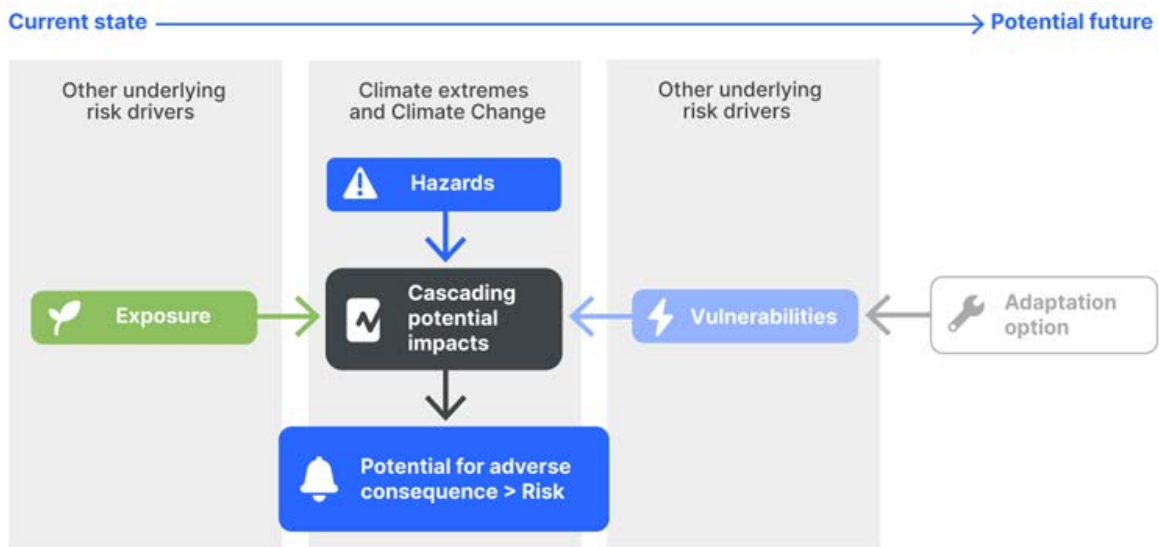 Current state
Potential future
Other underlying
risk drivers
Climate extremes
and Climate Change
Other underlying
risk drivers
Hazards
Exposure
Cascading
potential
impacts
Vulnerabilities
Adaptation
option
Potential for adverse
consequence > Risk